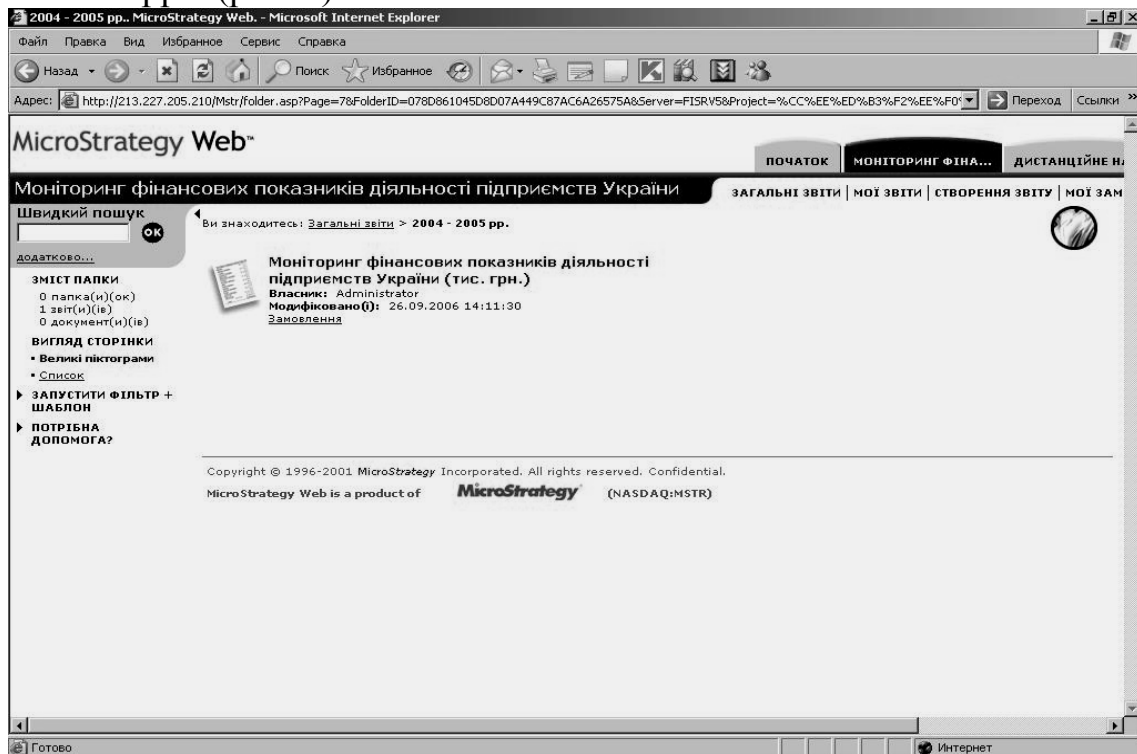 2004 - 2005 рр.. MicroStrategy Web. - Microsoft Internet Explorer
Файл Правка Вид Избранное Сервис Справка
Назад Поиск Избранное
Адрес: http://213.227.205.210/Mstr/folder.asp?Page=7&FolderID=078D861045D8D07A449C87AC6A26575A&Server=FISRV5&Project=%CC%EE%ED%B3%F2%EE%F0 Переход Ссылки »
MicroStrategy Web™
ПОЧАТОК МОНІТОРИНГ ФІНА... ДИСТАНЦІЙНЕ Н
Моніторинг фінансових показників діяльності підприємств України
ЗАГАЛЬНІ ЗВІТИ | МОЇ ЗВІТИ | СТВОРЕННЯ ЗВІТУ | МОЇ ЗАМ
Швидкий пошук
OK
додатково...
Ви знаходитесь: Загальні звіти > 2004 - 2005 рр.
ЗМІСТ ПАПКИ
0 папка(и)(ок)
1 звіт(и)(ів)
0 документ(и)(ів)
ВИГЛЯД СТОРІНКИ
• Великі піктограми
• Список
ЗАПУСТИТИ ФІЛЬТР +
ШАБЛОН
ПОТРІБНА
ДОПОМОГА?
Моніторинг фінансових показників діяльності
підприємств України (тис. грн.)
Власник: Administrator
Модифіковано(і): 26.09.2006 14:11:30
Замовлення
Copyright © 1996-2001 MicroStrategy Incorporated. All rights reserved. Confidential.
MicroStrategy Web is a product of MicroStrategy (NASDAQ:MSTR)
Готово Интернет